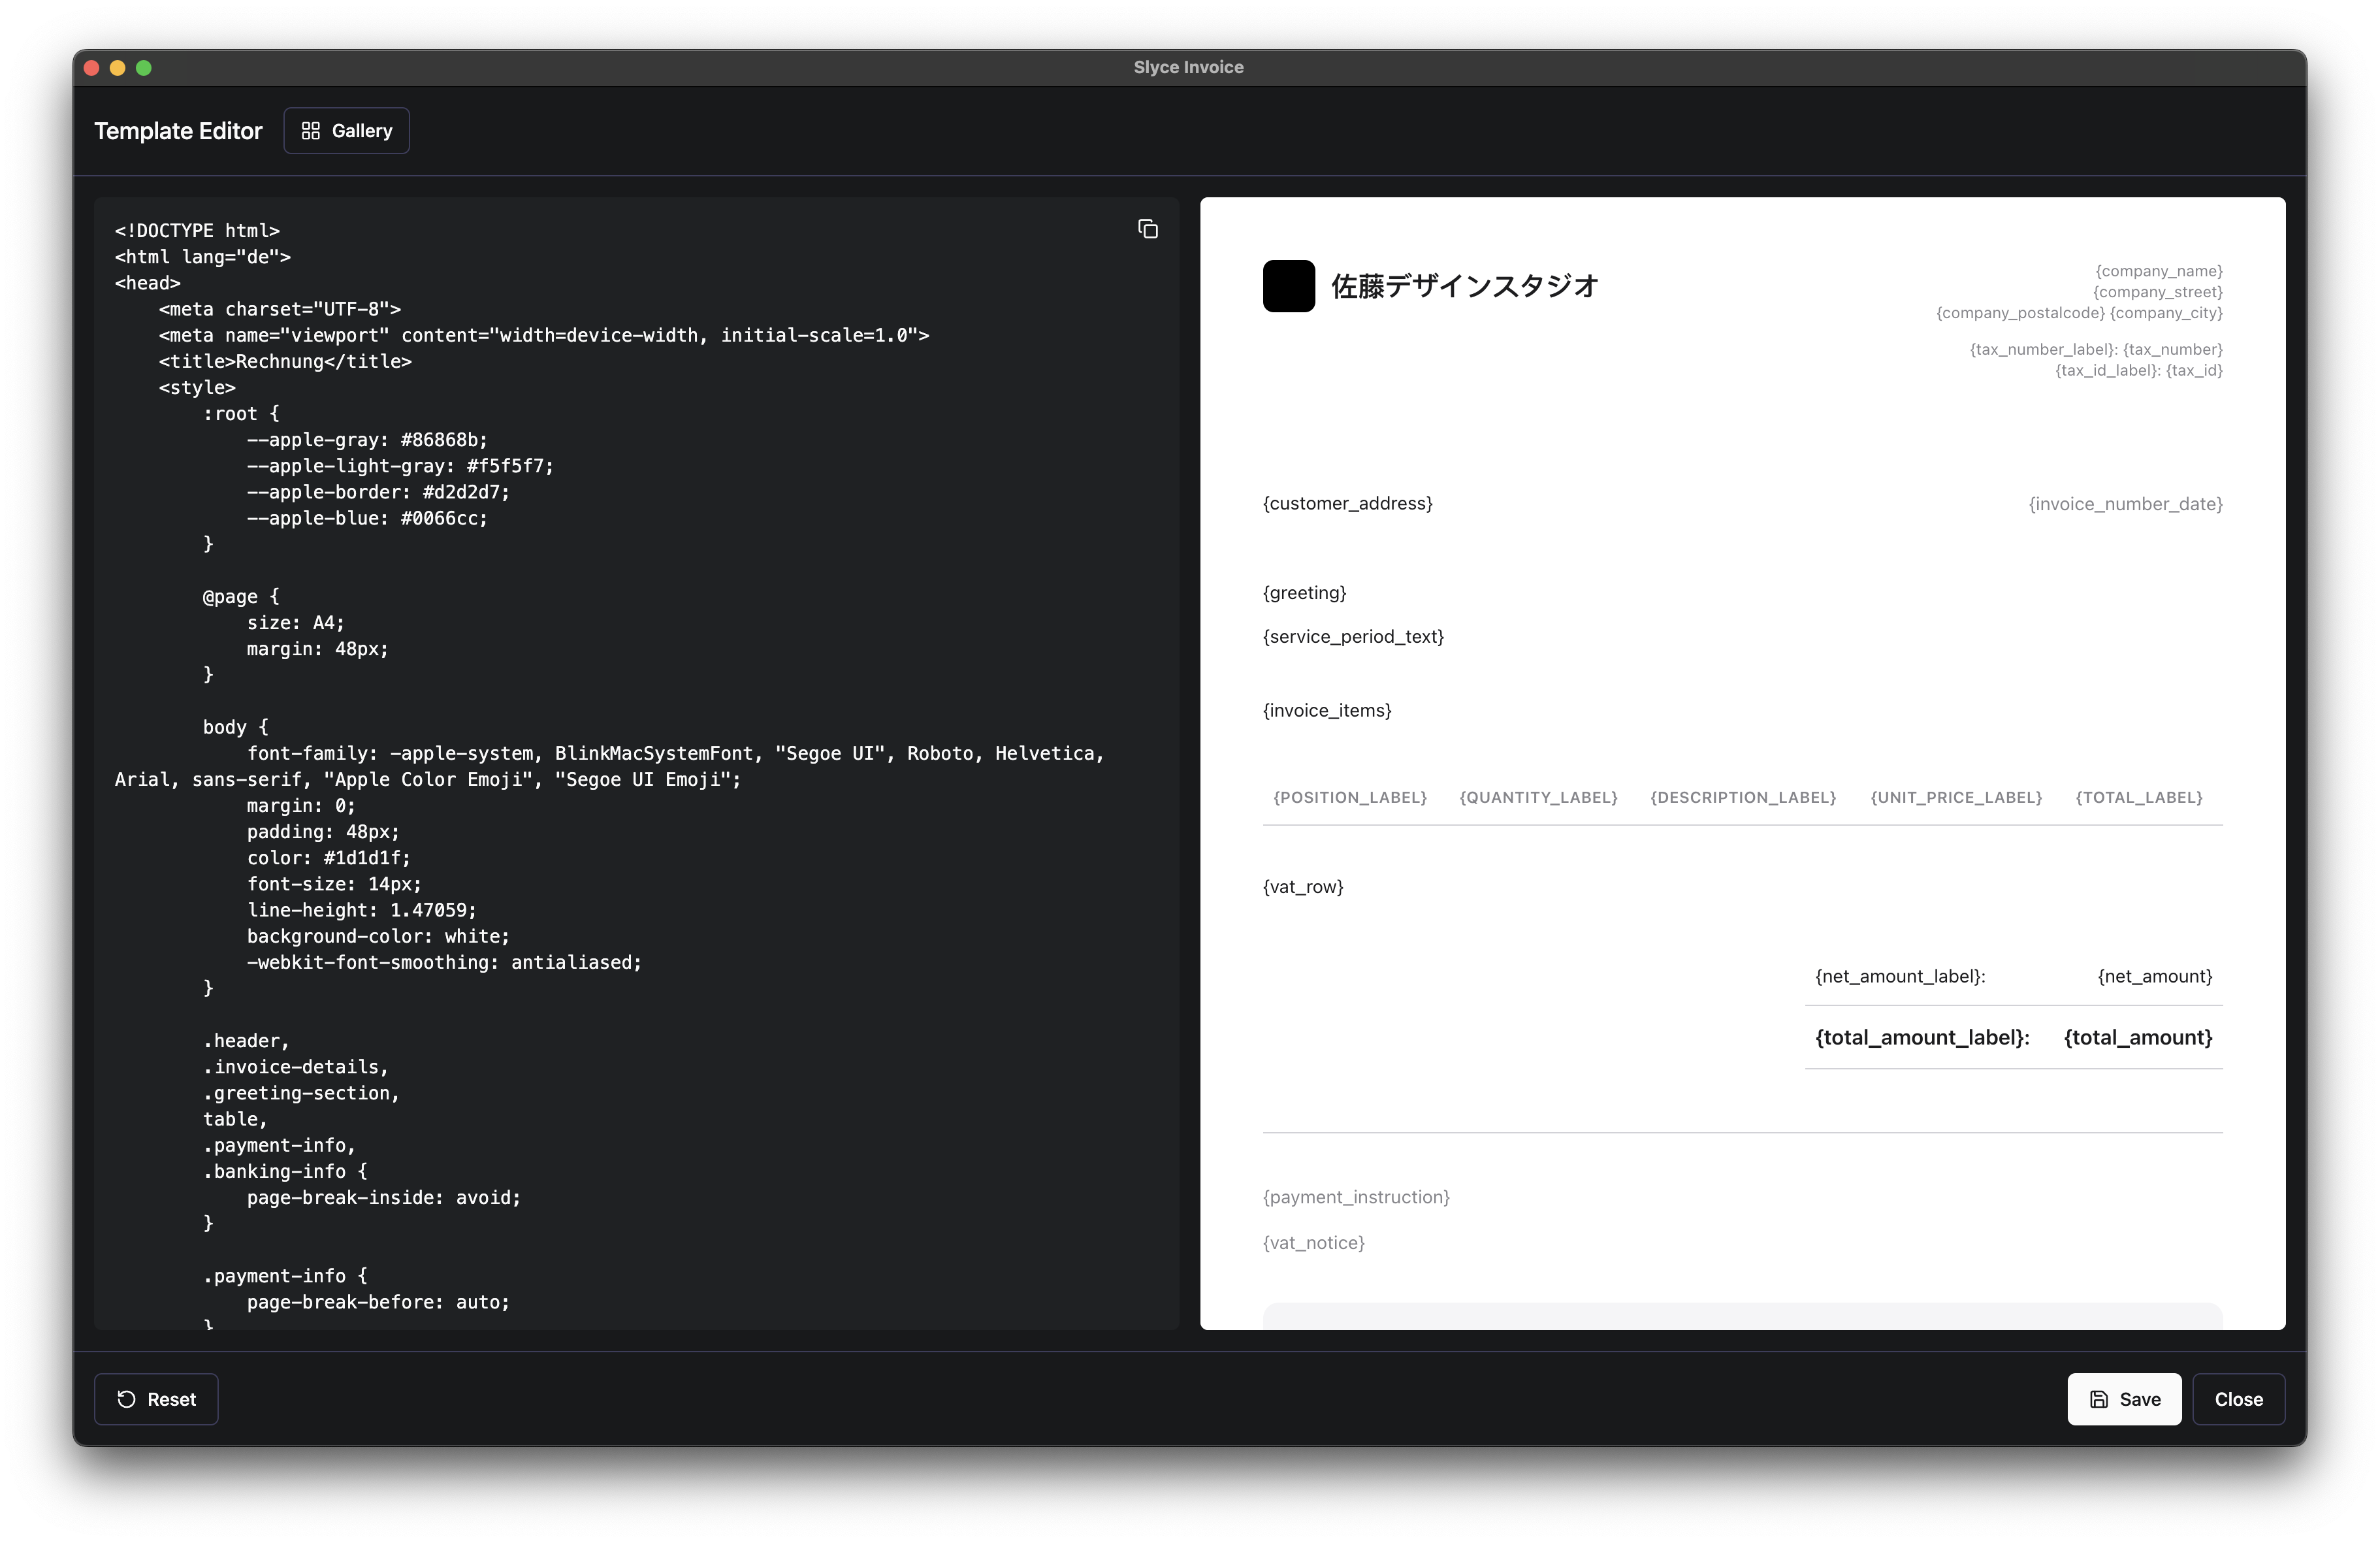 Slyce Invoice
Template Editor
Gallery
<!DOCTYPE html>
<html lang="de">
<head>
    <meta charset="UTF-8">
    <meta name="viewport" content="width=device-width, initial-scale=1.0">
    <title>Rechnung</title>
    <style>
        :root {
            --apple-gray: #86868b;
            --apple-light-gray: #f5f5f7;
            --apple-border: #d2d2d7;
            --apple-blue: #0066cc;
        }
        @page {
            size: A4;
            margin: 48px;
        }
        body {
            font-family: -apple-system, BlinkMacSystemFont, "Segoe UI", Roboto, Helvetica,
Arial, sans-serif, "Apple Color Emoji", "Segoe UI Emoji";
            margin: 0;
            padding: 48px;
            color: #1d1d1f;
            font-size: 14px;
            line-height: 1.47059;
            background-color: white;
            -webkit-font-smoothing: antialiased;
        }
        .header,
        .invoice-details,
        .greeting-section,
        table,
        .payment-info,
        .banking-info {
            page-break-inside: avoid;
        }
        .payment-info {
            page-break-before: auto;
        }
佐藤デザインスタジオ
{company_name}
{company_street}
{company_postalcode} {company_city}
{tax_number_label}: {tax_number}
{tax_id_label}: {tax_id}
{customer_address}
{invoice_number_date}
{greeting}
{service_period_text}
{invoice_items}
{POSITION_LABEL} {QUANTITY_LABEL} {DESCRIPTION_LABEL} {UNIT_PRICE_LABEL} {TOTAL_LABEL}
{vat_row}
{net_amount_label}: {net_amount}
{total_amount_label}: {total_amount}
{payment_instruction}
{vat_notice}
Reset
Save
Close